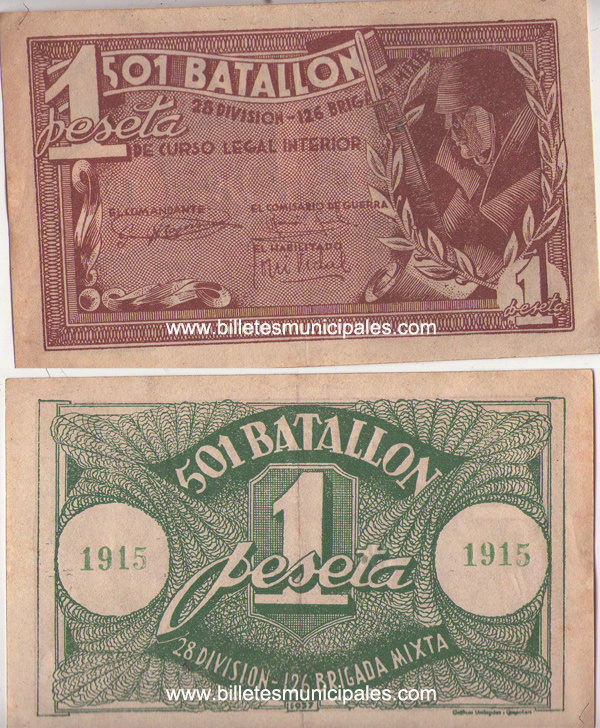 501 BATALLON
28 DIVISION - 126 BRIGADA MIXTA
1 peseta
DE CURSO LEGAL INTERIOR
EL COMANDANTE
EL COMISARIO DE GUERRA
EL HABILITADO
Vidal
1 peseta
www.billetesmunicipales.com
501 BATALLON
1
1915
1915
peseta
28 DIVISION - 126 BRIGADA MIXTA
1937
Gráficas
www.billetesmunicipales.com